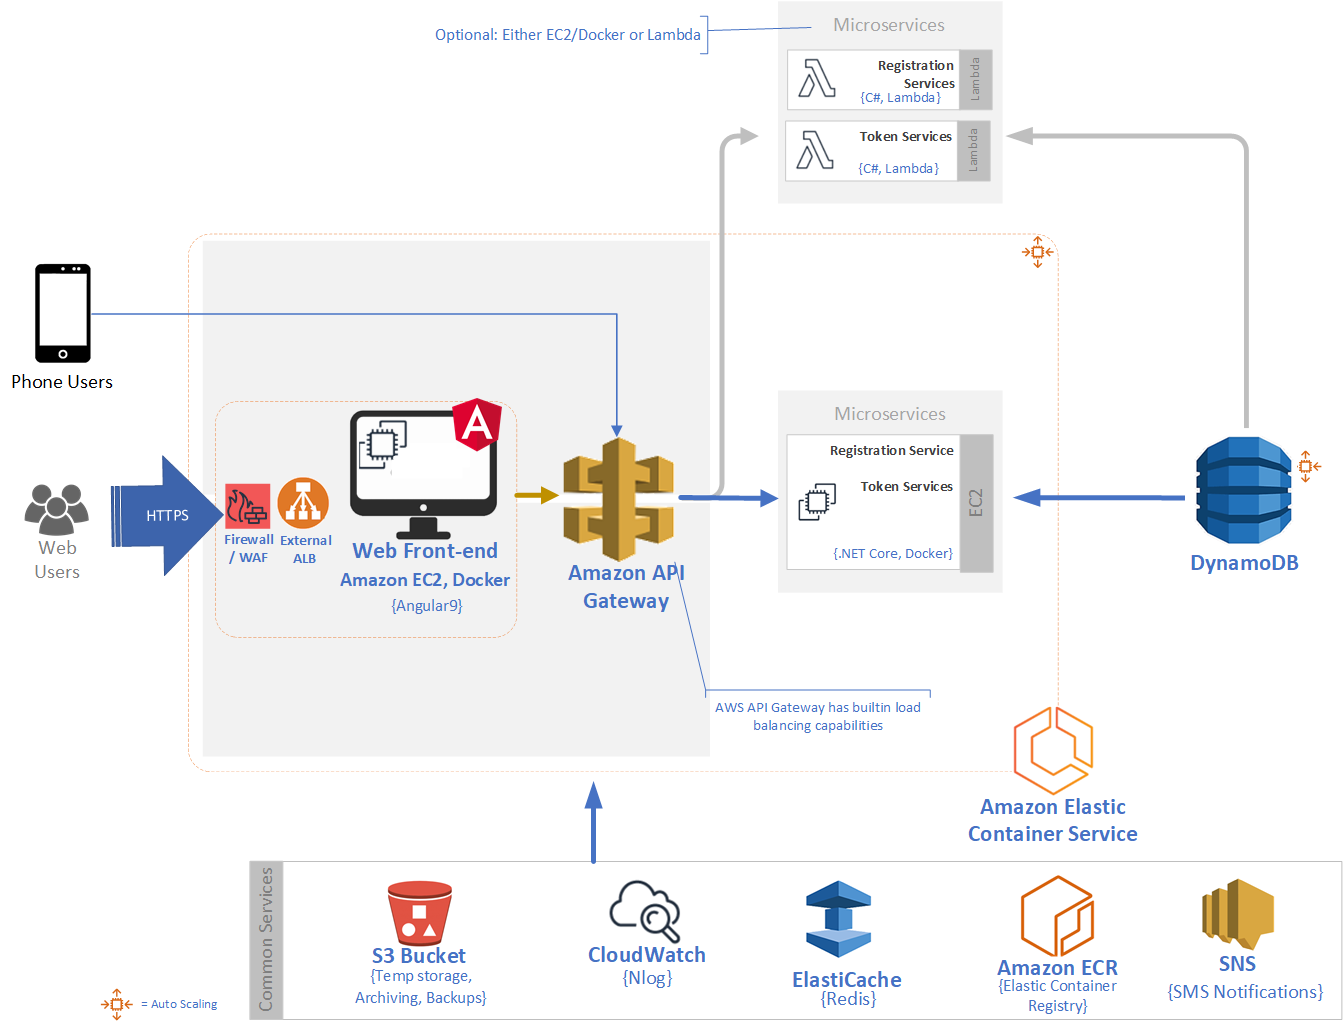 Optional: Either EC2/Docker or Lambda
Microservices
Registration
Services
{C#, Lambda}
Lambda
Token Services
{C#, Lambda}
Lambda
Phone Users
Web
Users
HTTPS
Firewall
/ WAF
External
ALB
A
Web Front-end
Amazon EC2, Docker
{Angular9}
Amazon API
Gateway
AWS API Gateway has builtin load
balancing capabilities
Microservices
Registration Service
Token Services
{.NET Core, Docker}
EC2
DynamoDB
Amazon Elastic
Container Service
Common Services
S3 Bucket
{Temp storage,
Archiving, Backups}
CloudWatch
{Nlog}
ElastiCache
{Redis}
Amazon ECR
{Elastic Container
Registry}
SNS
{SMS Notifications}
= Auto Scaling